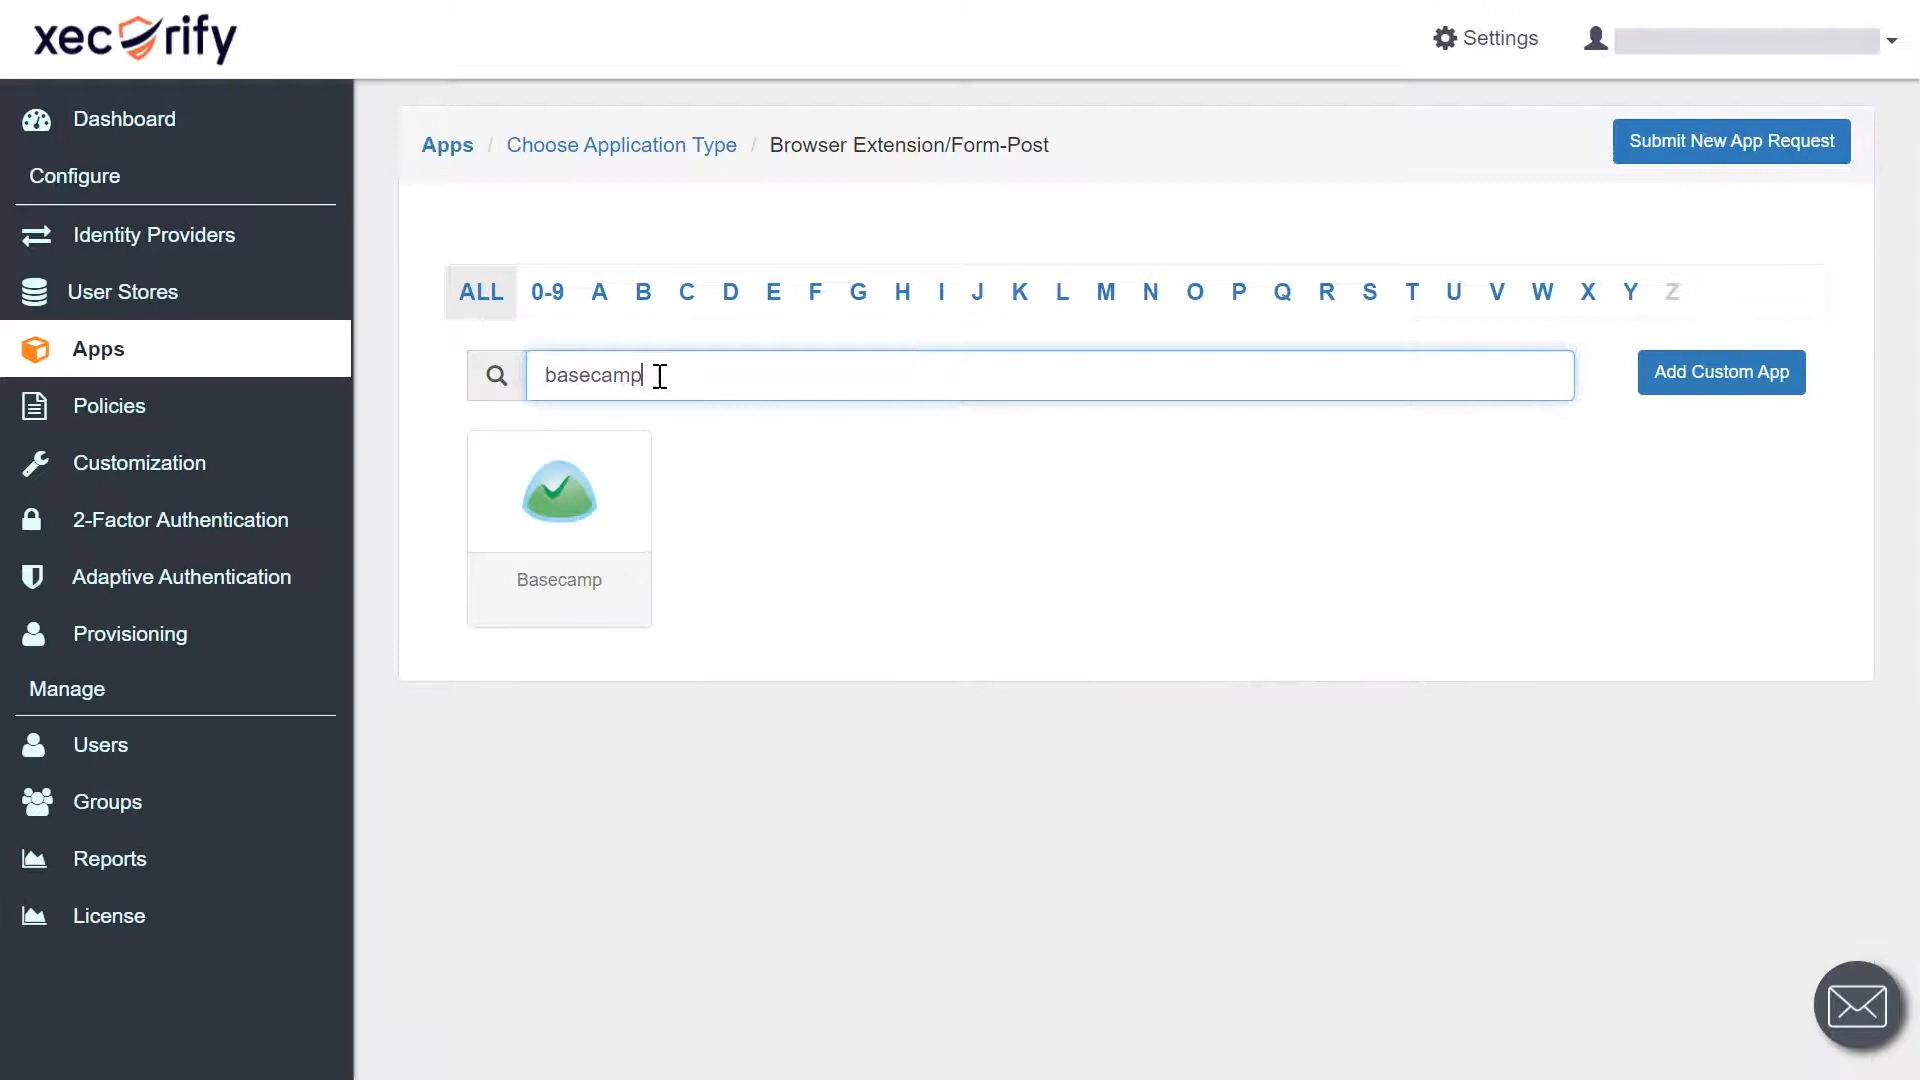 xecurify
Settings
Dashboard
Configure
Identity Providers
User Stores
Apps
Policies
Customization
2-Factor Authentication
Adaptive Authentication
Provisioning
Manage
Users
Groups
Reports
License
Apps / Choose Application Type / Browser Extension/Form-Post
Submit New App Request
ALL 0-9 A B C D E F G H I J K L M N O P Q R S T U V W X Y Z
basecamp
Add Custom App
Basecamp